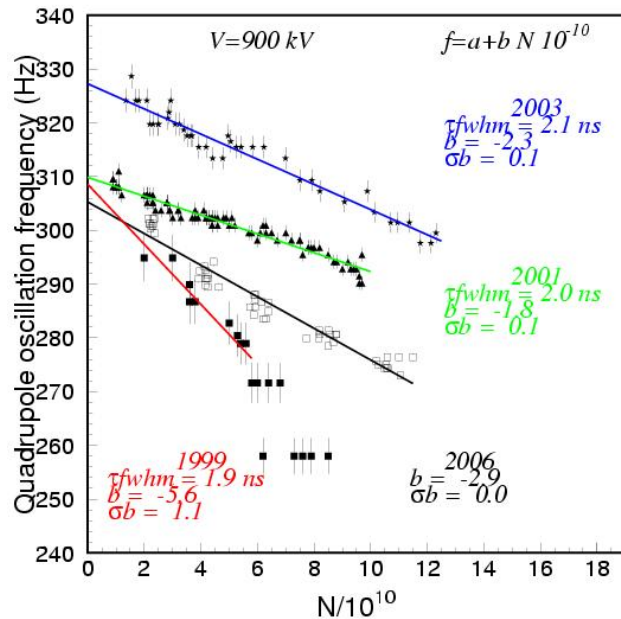 V=900 kV
f=a+b N 10⁻¹⁰
Quadrupole oscillation frequency (Hz)
340
330
320
310
300
290
280
270
260
250
240
2003
τfwhm = 2.1 ns
b = -2.3
σb = 0.1
2001
τfwhm = 2.0 ns
b = -1.8
σb = 0.1
1999
τfwhm = 1.9 ns
b = -5.6
σb = 1.1
2006
b = -2.9
σb = 0.0
0 2 4 6 8 10 12 14 16 18
N/10¹⁰